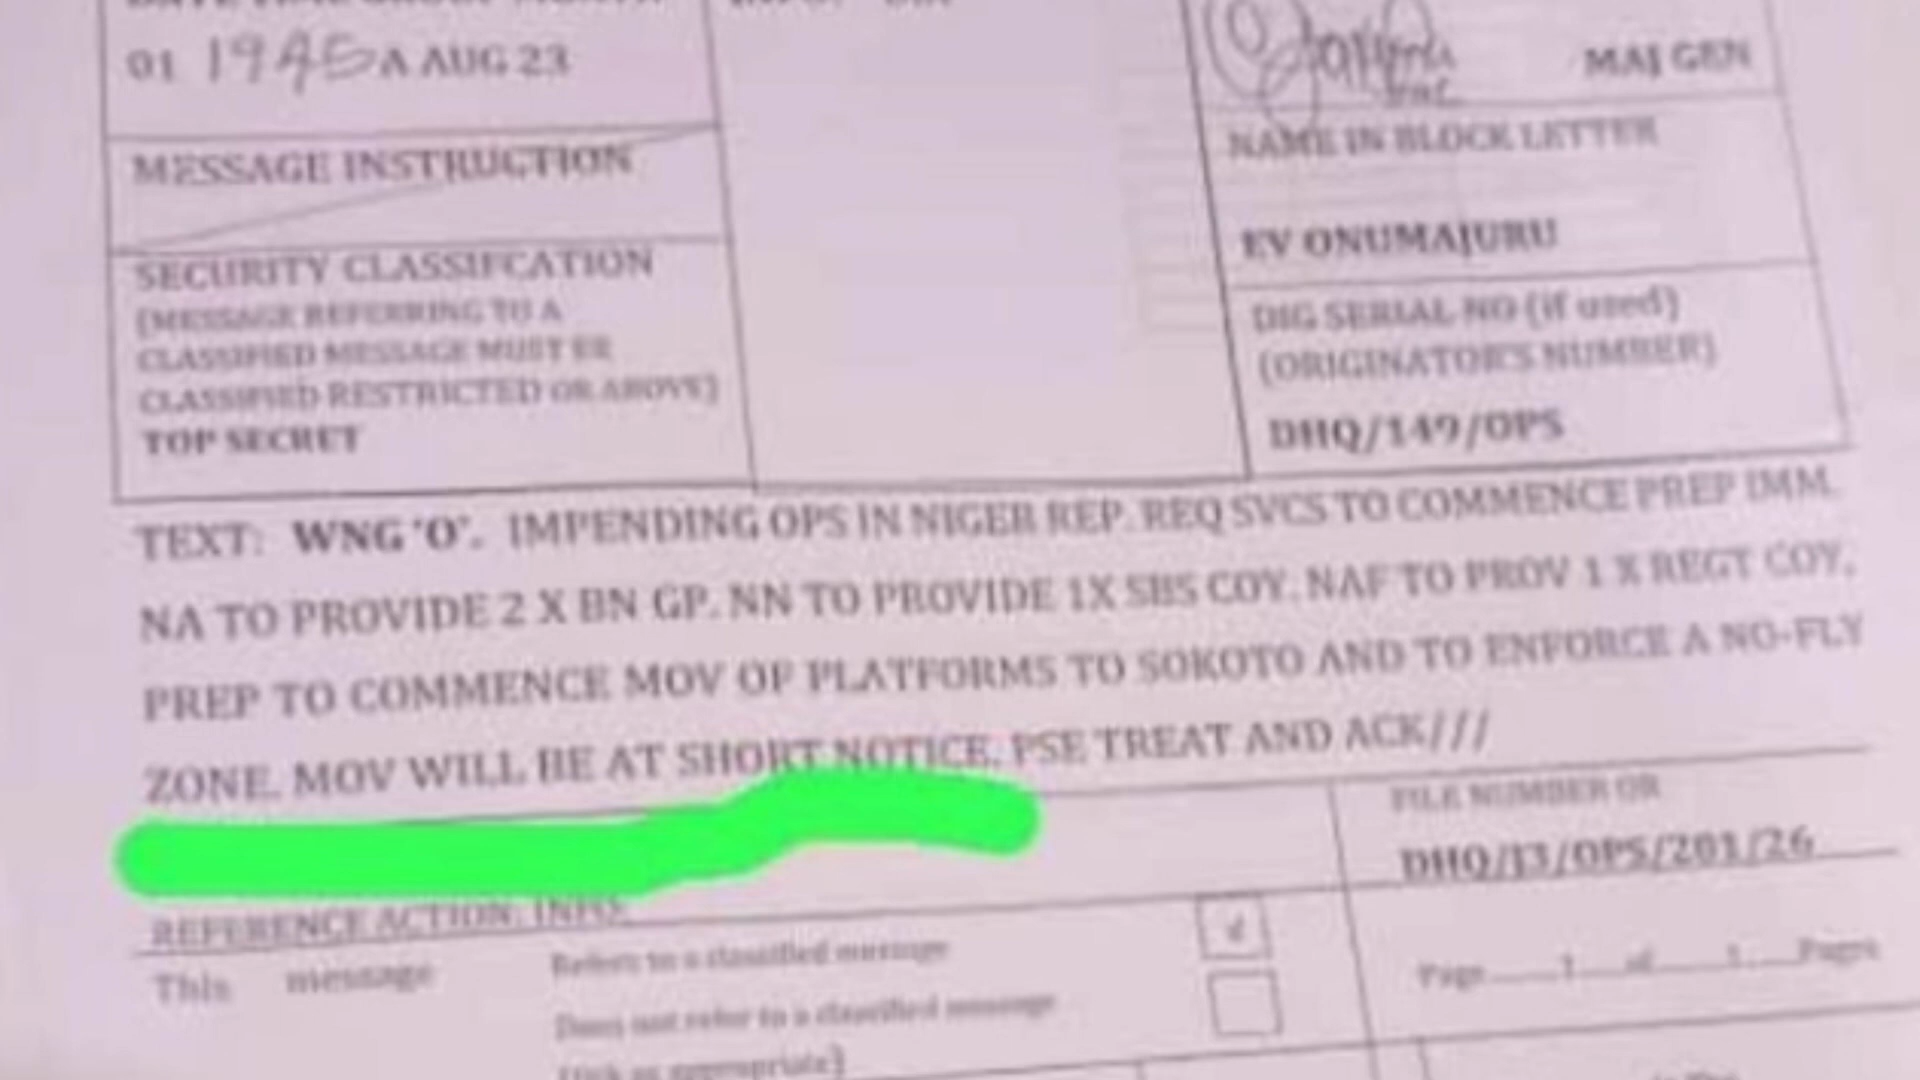 01 1945 A AUG 23
MAJ GEN
MESSAGE INSTRUCTION
NAME IN BLOCK LETTER
EV ONUMAJURU
SECURITY CLASSIFCATION
(MESSAGE REFERRING TO A
CLASSIFIED MESSAGE MUST BE
CLASSIFIED RESTRICTED OR ABOVE)
TOP SECRET
DIG SERIAL NO (if used)
(ORIGINATOR'S NUMBER)
DHQ/149/OPS
TEXT: WNG 'O'. IMPENDING OPS IN NIGER REP. REQ SVCS TO COMMENCE PREP IMM.
NA TO PROVIDE 2 X BN GP. NN TO PROVIDE 1X SBS COY. NAF TO PROV 1 X REGT COY,
PREP TO COMMENCE MOV OF PLATFORMS TO SOKOTO AND TO ENFORCE A NO-FLY
ZONE. MOV WILL BE AT SHORT NOTICE. PSE TREAT AND ACK///
FILE NUMBER OR
DHQ/J3/OPS/201/26
REFERENCE ACTION: INFO:
This message
Refers to a classified message
Does not refer to a classified message
(tick as appropriate)
Page 1 of 1 Pages